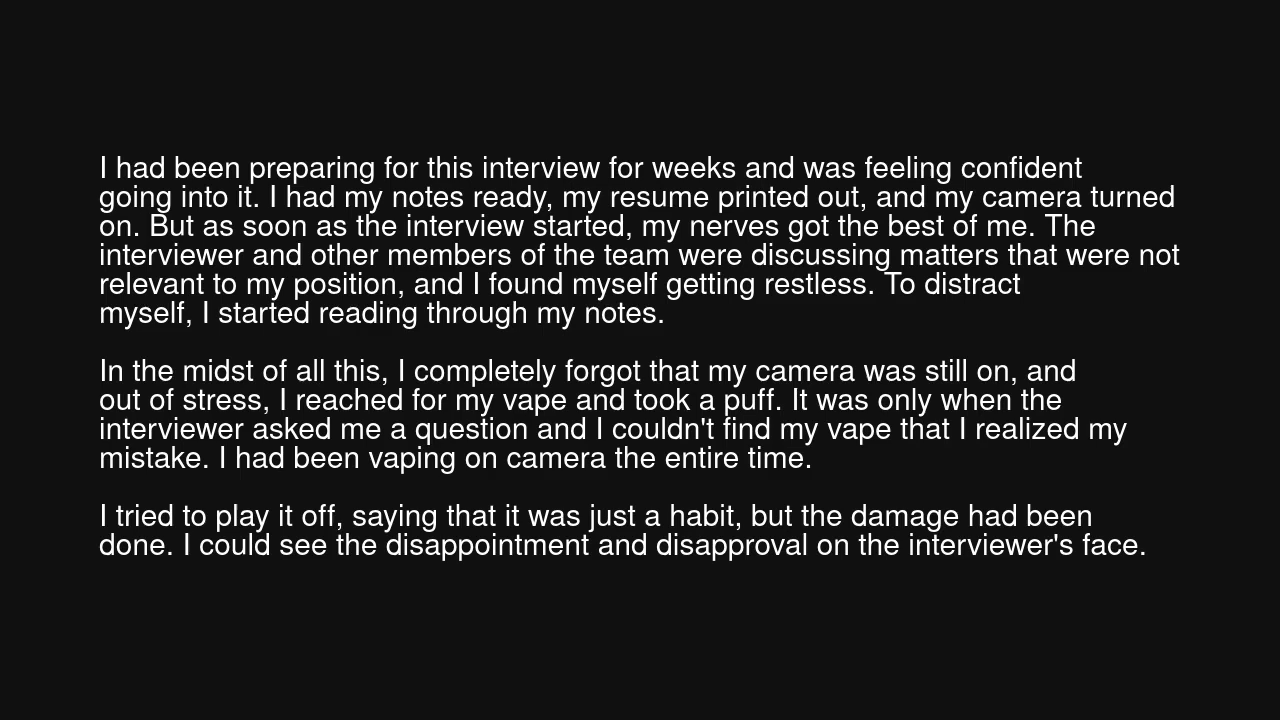 I had been preparing for this interview for weeks and was feeling confident
going into it. I had my notes ready, my resume printed out, and my camera turned
on. But as soon as the interview started, my nerves got the best of me. The
interviewer and other members of the team were discussing matters that were not
relevant to my position, and I found myself getting restless. To distract
myself, I started reading through my notes.
In the midst of all this, I completely forgot that my camera was still on, and
out of stress, I reached for my vape and took a puff. It was only when the
interviewer asked me a question and I couldn't find my vape that I realized my
mistake. I had been vaping on camera the entire time.
I tried to play it off, saying that it was just a habit, but the damage had been
done. I could see the disappointment and disapproval on the interviewer's face.